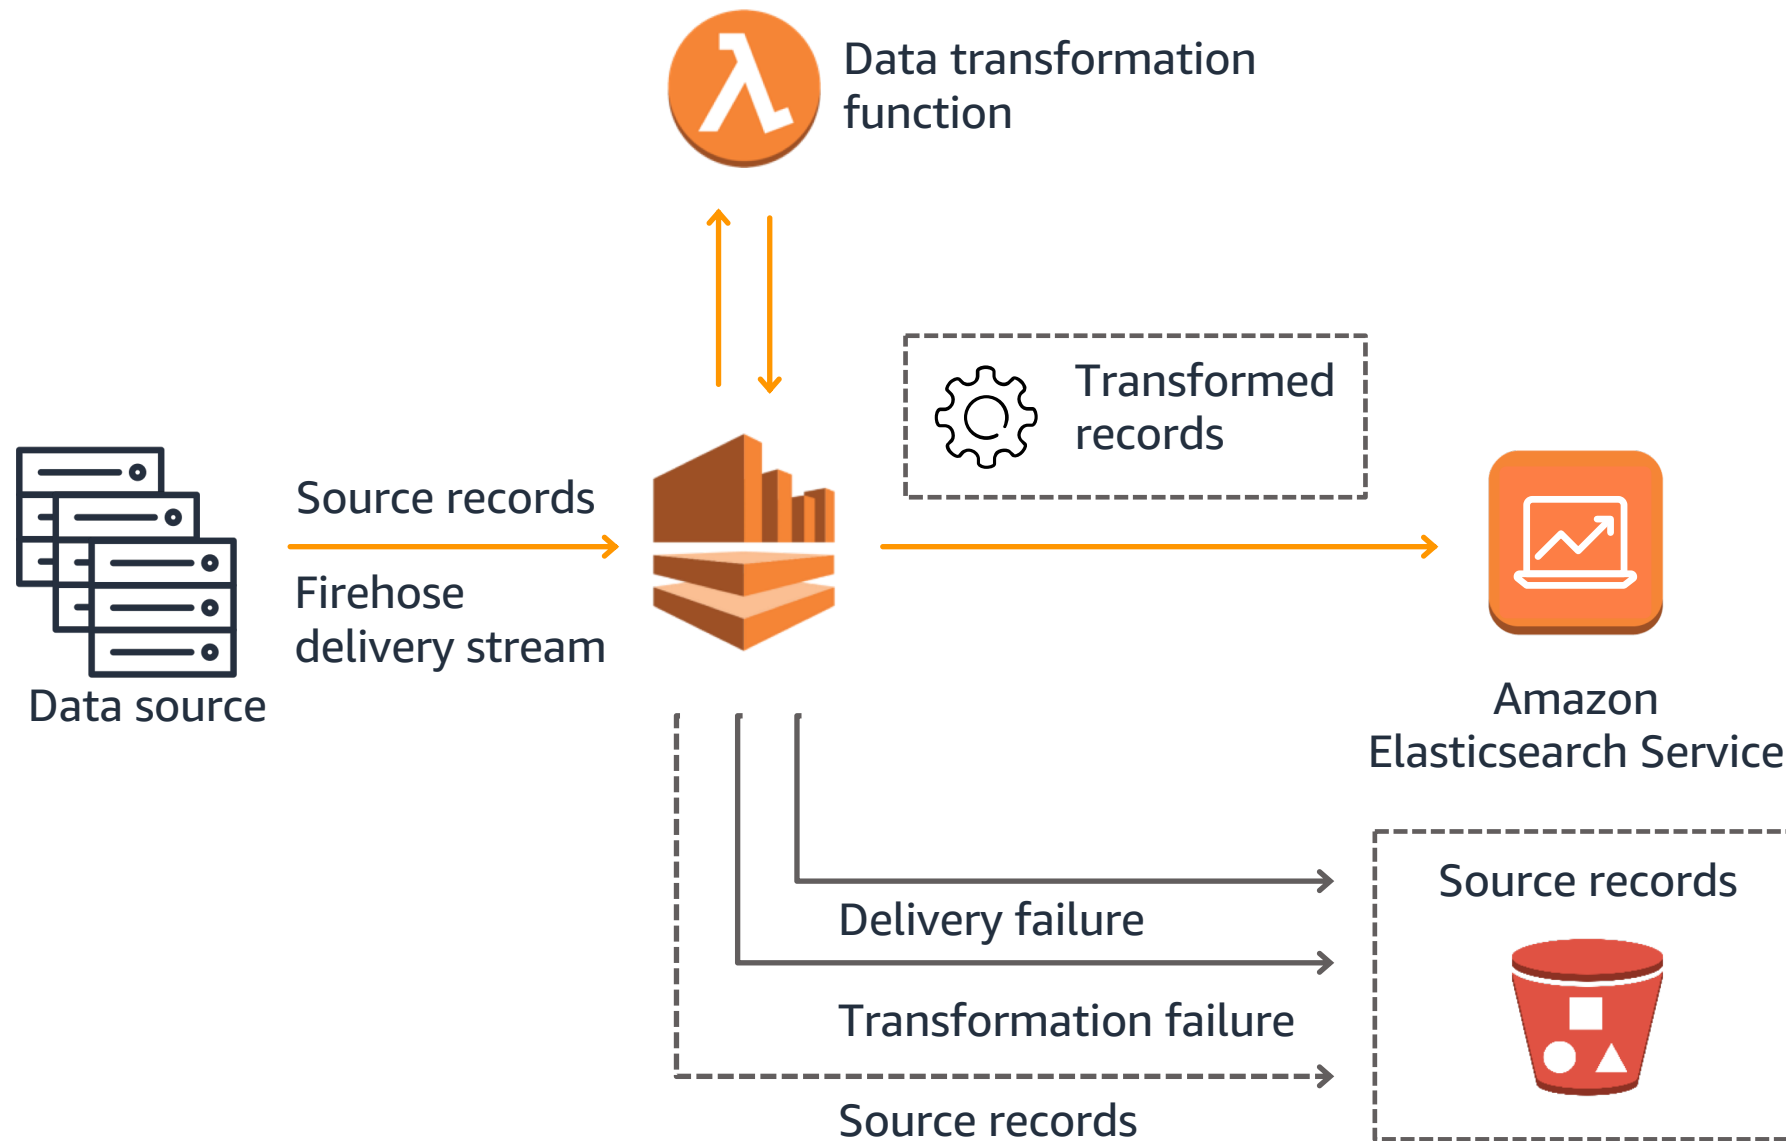 Data transformation
function
Transformed
records
Source records
Firehose
delivery stream
Data source
Amazon
Elasticsearch Service
Source records
Delivery failure
Transformation failure
Source records